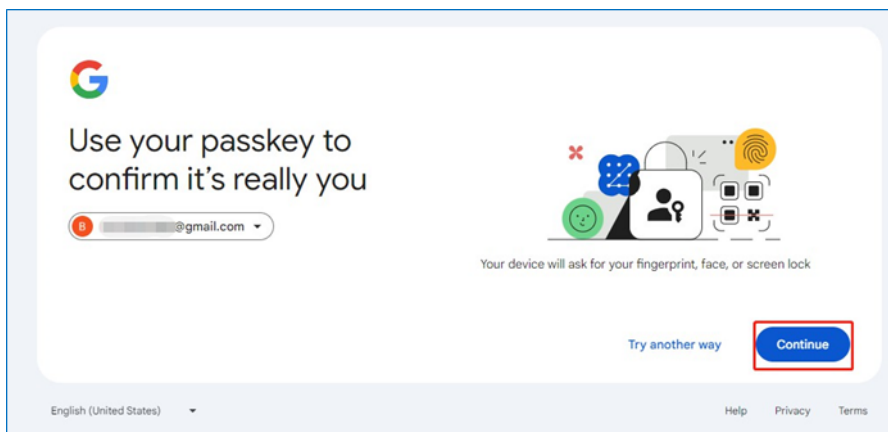 Use your passkey to
confirm it's really you
B @gmail.com
Your device will ask for your fingerprint, face, or screen lock
Try another way
Continue
English (United States)
Help Privacy Terms